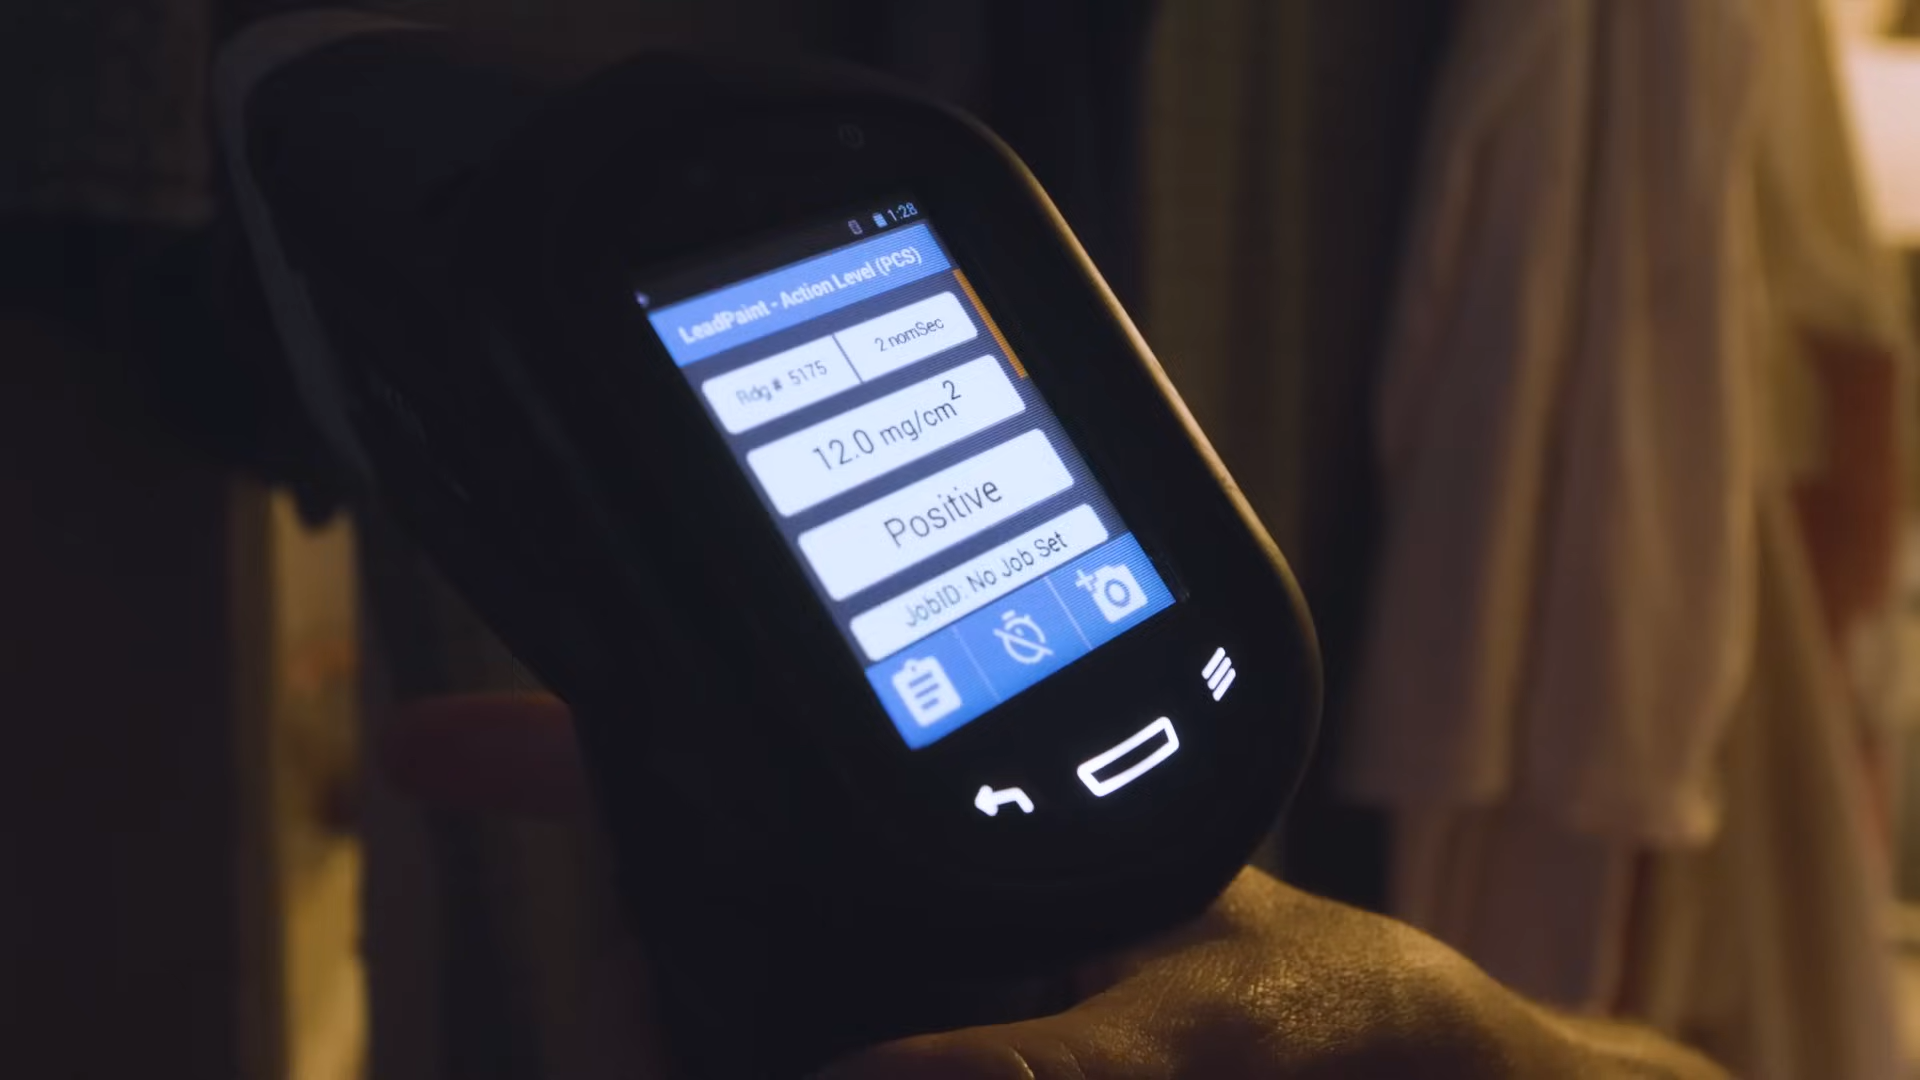 1:28
LeadPaint - Action Level (PCS)
Rdg # 5175
2 nomSec
12.0 mg/cm²
Positive
JobID: No Job Set